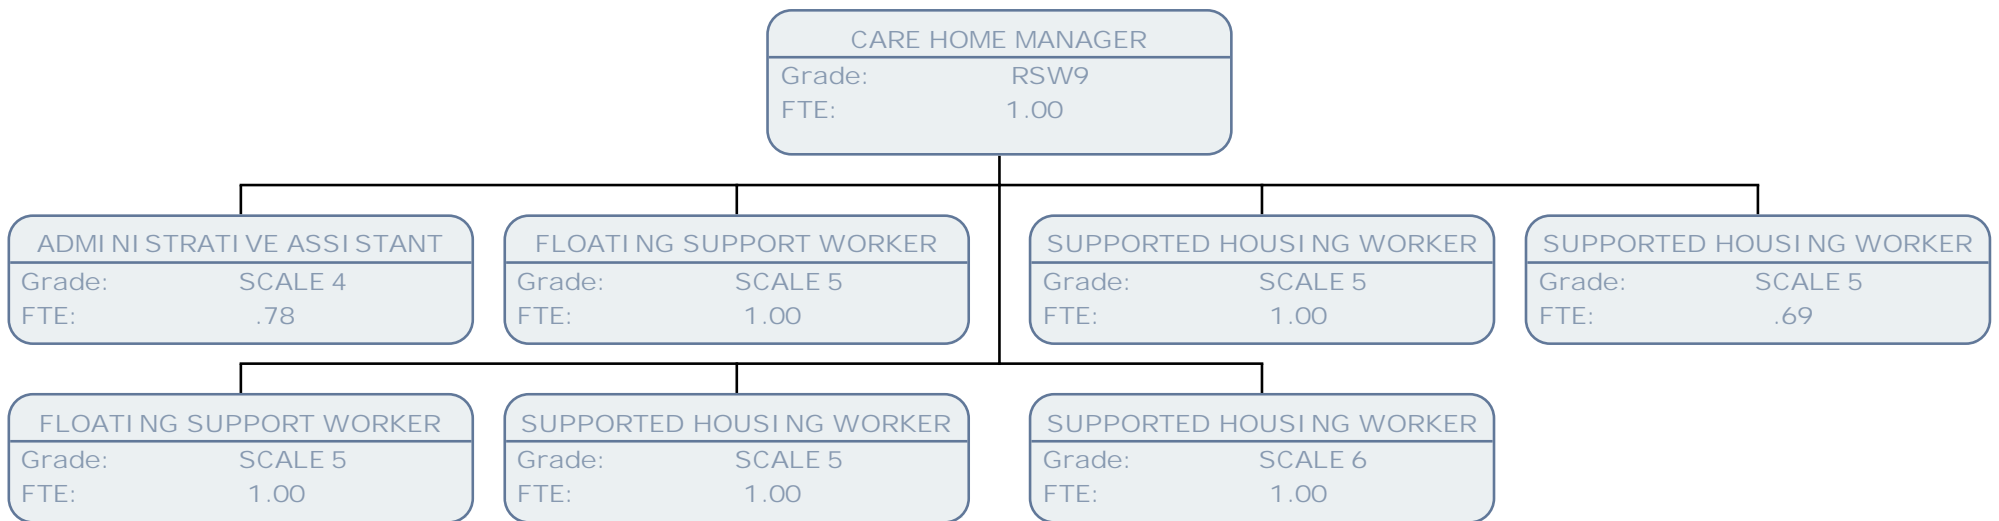 CARE HOME MANAGER
Grade: RSW9
FTE: 1.00
ADMINISTRATIVE ASSISTANT
Grade: SCALE 4
FTE: .78
FLOATING SUPPORT WORKER
Grade: SCALE 5
FTE: 1.00
SUPPORTED HOUSING WORKER
Grade: SCALE 5
FTE: 1.00
SUPPORTED HOUSING WORKER
Grade: SCALE 5
FTE: .69
FLOATING SUPPORT WORKER
Grade: SCALE 5
FTE: 1.00
SUPPORTED HOUSING WORKER
Grade: SCALE 5
FTE: 1.00
SUPPORTED HOUSING WORKER
Grade: SCALE 6
FTE: 1.00